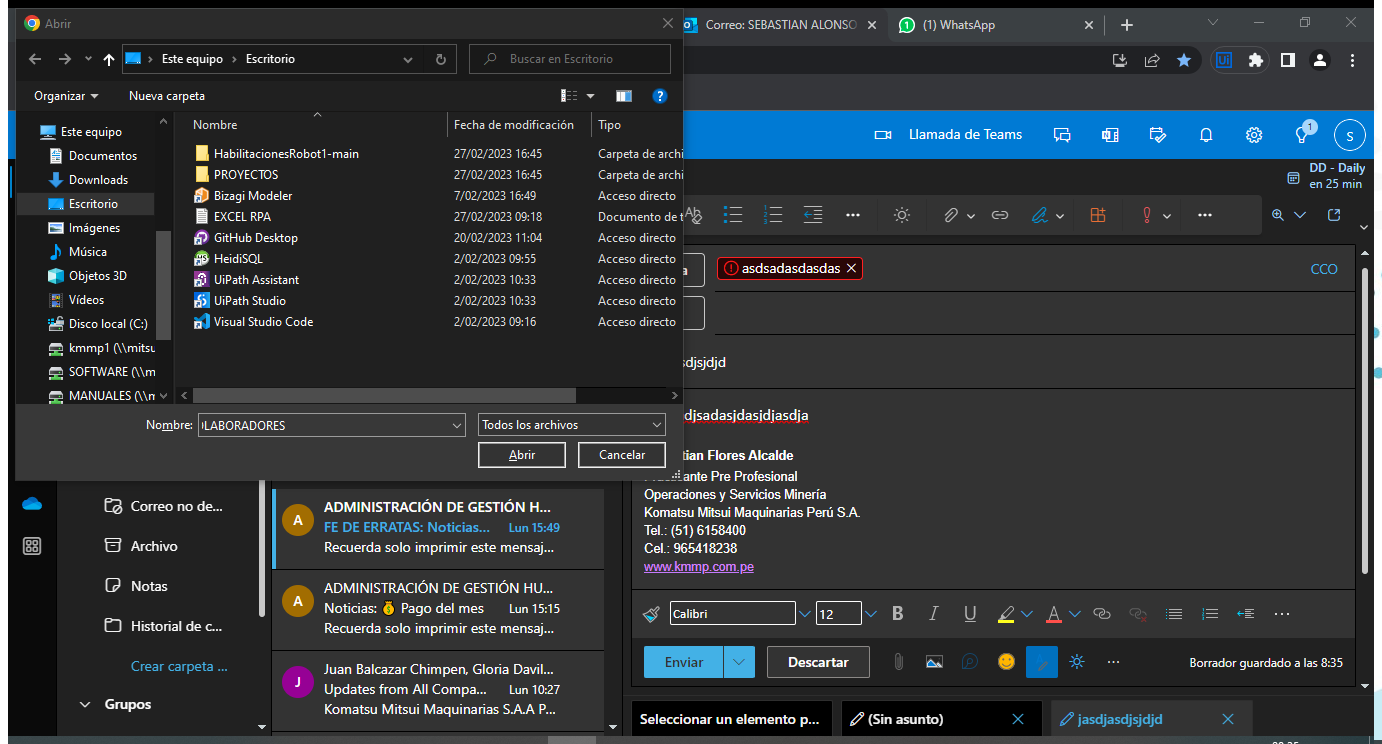 Abrir
Este equipo
Escritorio
Buscar en Escritorio
Organizar
Nueva carpeta
Este equipo
Documentos
Downloads
Escritorio
Imágenes
Música
Objetos 3D
Vídeos
Disco local (C:)
kmmp1 (\\mitsu
SOFTWARE (\\m
MANUALES (\\m
Nombre
Fecha de modificación
Tipo
HabilitacionesRobot1-main
27/02/2023 16:45
Carpeta de archi
PROYECTOS
27/02/2023 16:45
Carpeta de archi
Bizagi Modeler
7/02/2023 16:49
Acceso directo
EXCEL RPA
27/02/2023 09:18
Documento de t
GitHub Desktop
20/02/2023 11:04
Acceso directo
HeidiSQL
2/02/2023 09:55
Acceso directo
UiPath Assistant
2/02/2023 10:33
Acceso directo
UiPath Studio
2/02/2023 10:33
Acceso directo
Visual Studio Code
2/02/2023 09:16
Acceso directo
Nombre:
LABORADORES
Todos los archivos
Abrir
Cancelar
Correo: SEBASTIAN ALONSO
(1) WhatsApp
Llamada de Teams
1
S
DD - Daily
en 25 min
a
asdsadasdasdas
CCO
sdjsjdjd
djsadasjdasjdjasdja
tian Flores Alcalde
Practicante Pre Profesional
Operaciones y Servicios Minería
Komatsu Mitsui Maquinarias Perú S.A.
Tel.: (51) 6158400
Cel.: 965418238
www.kmmp.com.pe
Calibri
12
B
I
U
A
Enviar
Descartar
Borrador guardado a las 8:35
Seleccionar un elemento p...
(Sin asunto)
jasdjasdjsjdjd
Correo no de...
Archivo
Notas
Historial de c...
Crear carpeta ...
Grupos
A
ADMINISTRACIÓN DE GESTIÓN H...
FE DE ERRATAS: Noticias...
Lun 15:49
Recuerda solo imprimir este mensaj...
A
ADMINISTRACIÓN DE GESTIÓN HU...
Noticias: 💰 Pago del mes
Lun 15:15
Recuerda solo imprimir este mensaj...
J
Juan Balcazar Chimpen, Gloria Davil...
Updates from All Compa...
Lun 10:27
Komatsu Mitsui Maquinarias S.A.A P...